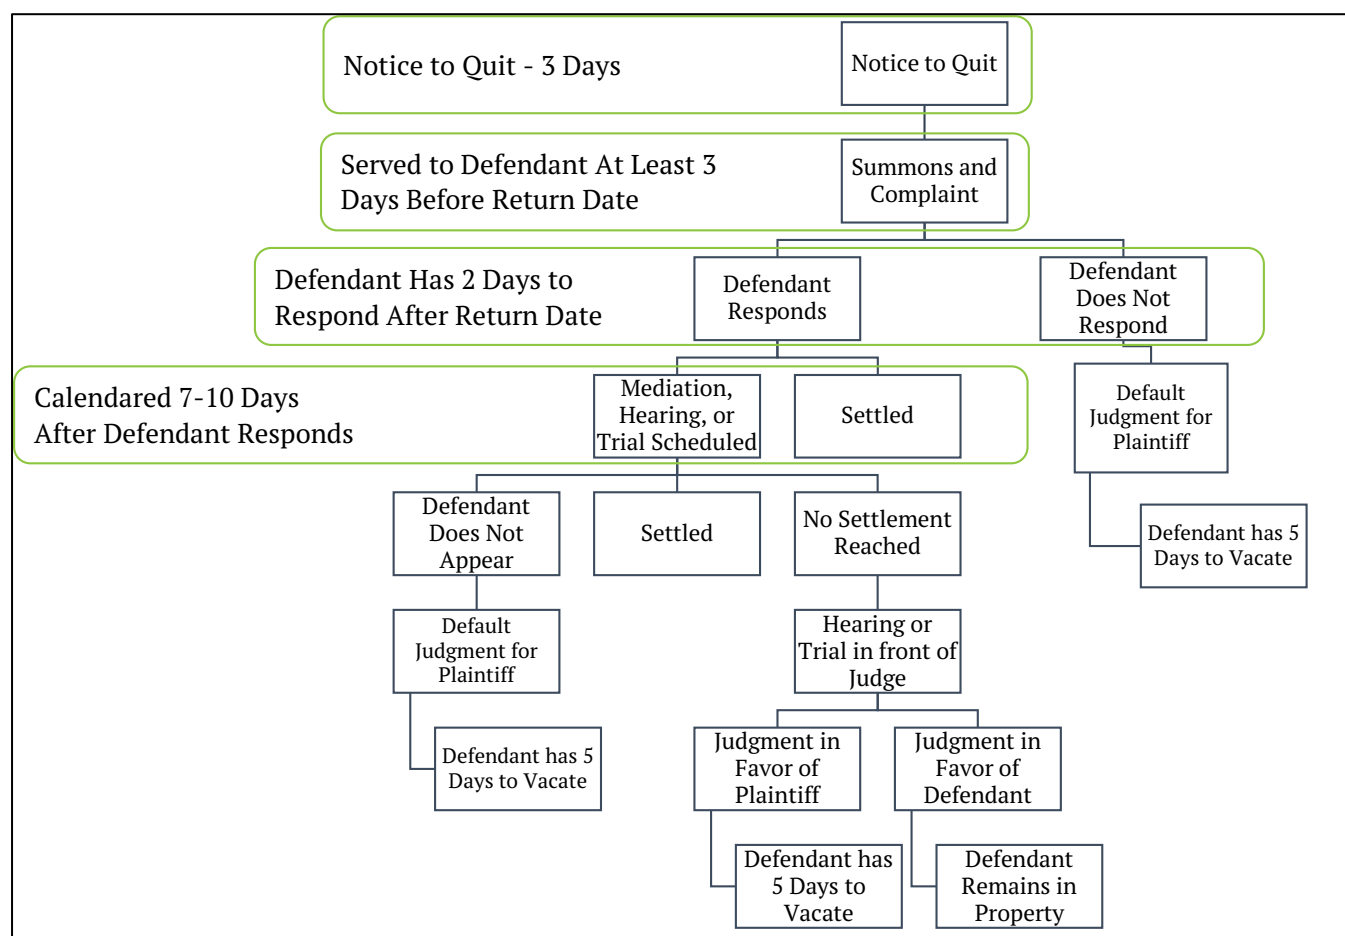 Notice to Quit - 3 Days
Notice to Quit
Served to Defendant At Least 3
Days Before Return Date
Summons and
Complaint
Defendant Has 2 Days to
Respond After Return Date
Defendant
Responds
Defendant
Does Not
Respond
Calendared 7-10 Days
After Defendant Responds
Mediation,
Hearing, or
Trial Scheduled
Settled
Default
Judgment for
Plaintiff
Defendant
Does Not
Appear
Settled
No Settlement
Reached
Defendant has 5
Days to Vacate
Default
Judgment for
Plaintiff
Hearing or
Trial in front of
Judge
Defendant has 5
Days to Vacate
Judgment in
Favor of
Plaintiff
Judgment in
Favor of
Defendant
Defendant has
5 Days to
Vacate
Defendant
Remains in
Property